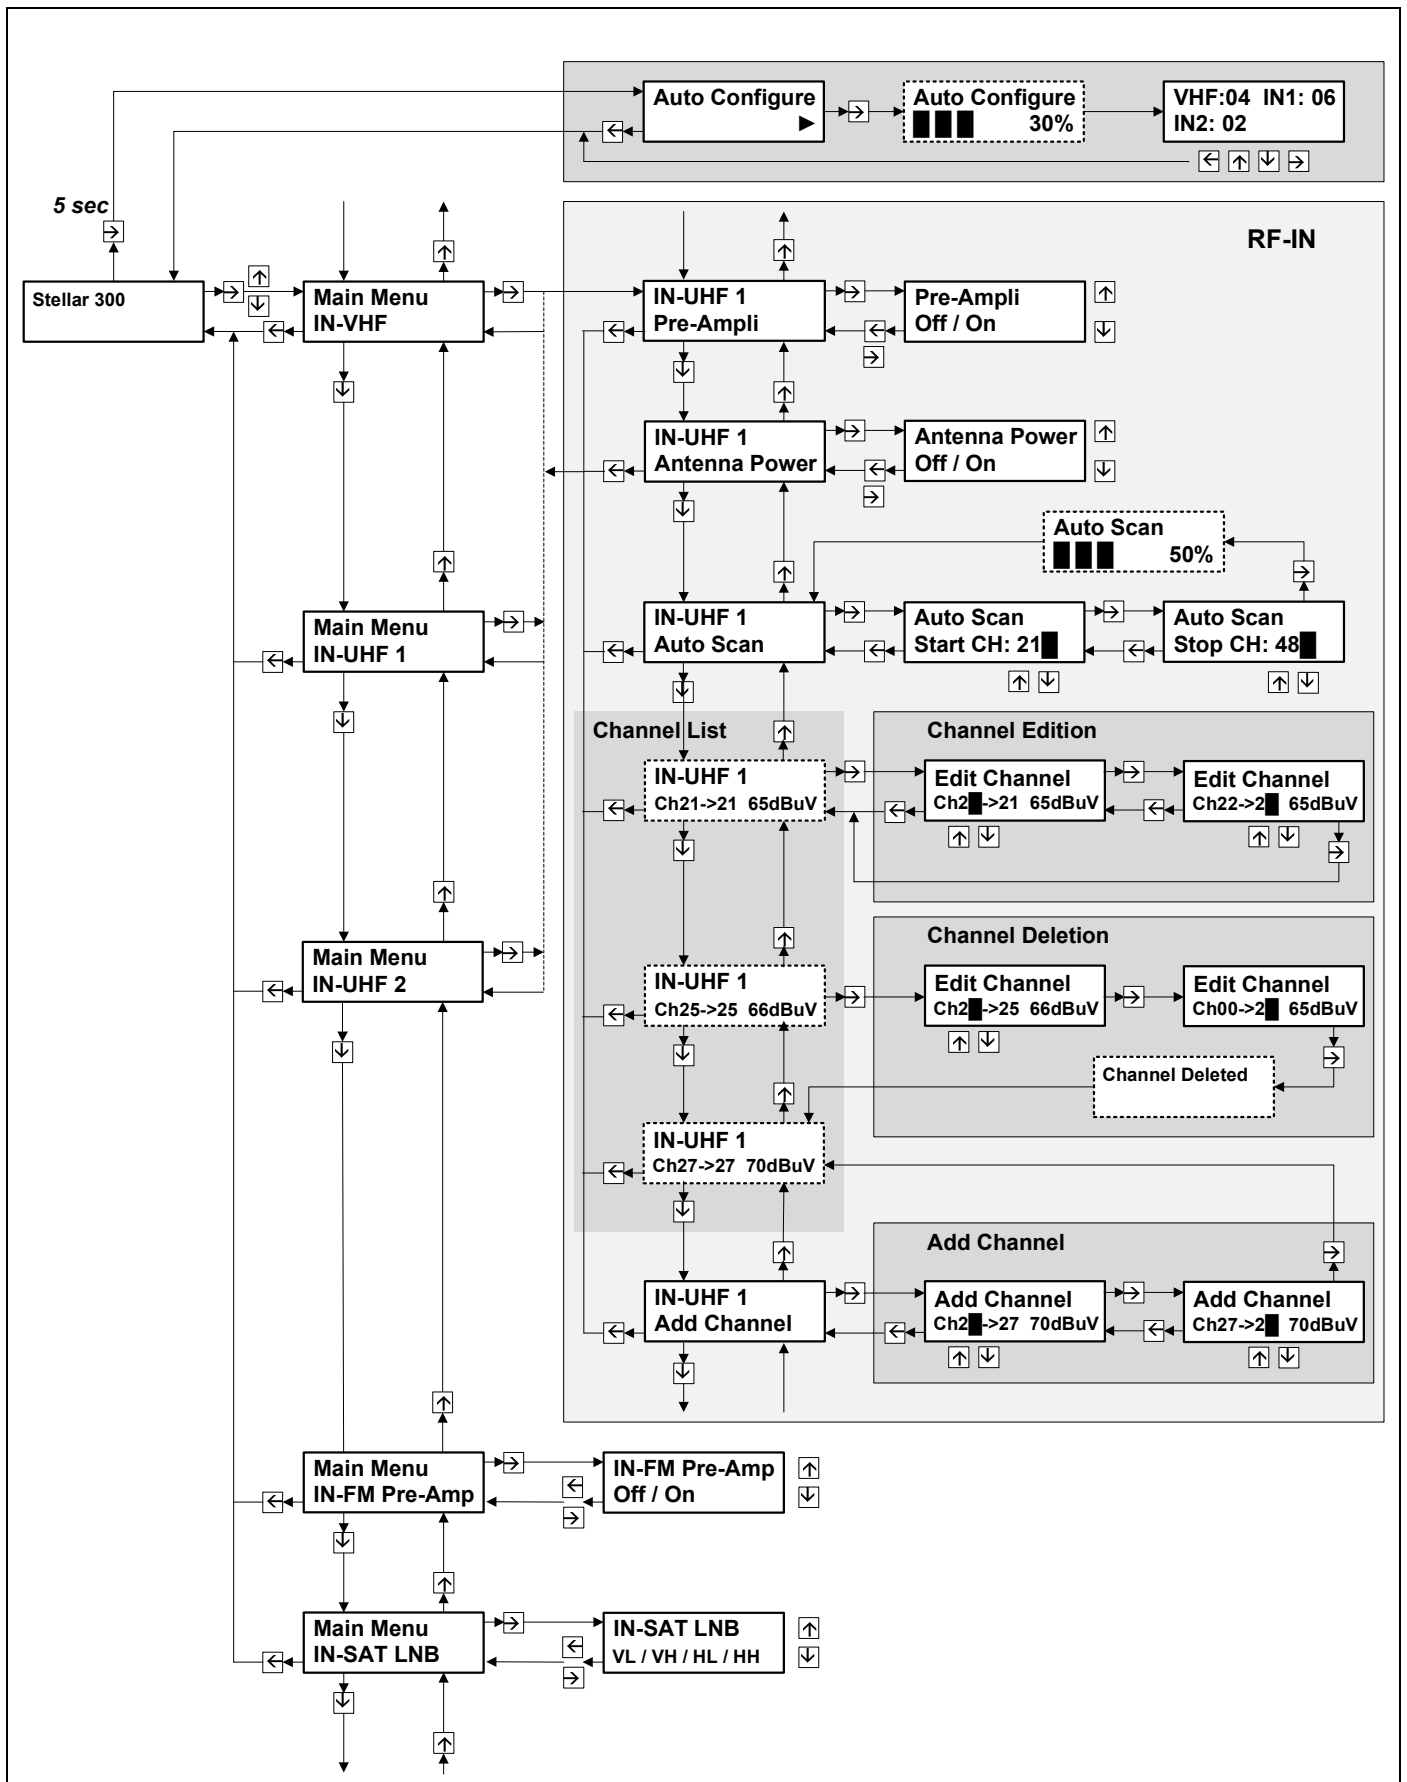 Auto Configure
►
Auto Configure
30%
VHF:04 IN1: 06
IN2: 02
5 sec
RF-IN
Stellar 300
Main Menu
IN-VHF
IN-UHF 1
Pre-Ampli
Pre-Ampli
Off / On
IN-UHF 1
Antenna Power
Antenna Power
Off / On
Auto Scan
50%
Main Menu
IN-UHF 1
IN-UHF 1
Auto Scan
Auto Scan
Start CH: 21
Auto Scan
Stop CH: 48
Channel List
Channel Edition
IN-UHF 1
Ch21->21 65dBuV
Edit Channel
Ch2█->21 65dBuV
Edit Channel
Ch22->2█ 65dBuV
Main Menu
IN-UHF 2
Channel Deletion
IN-UHF 1
Ch25->25 66dBuV
Edit Channel
Ch2█->25 66dBuV
Edit Channel
Ch00->2█ 65dBuV
Channel Deleted
IN-UHF 1
Ch27->27 70dBuV
Add Channel
IN-UHF 1
Add Channel
Add Channel
Ch2█->27 70dBuV
Add Channel
Ch27->2█ 70dBuV
Main Menu
IN-FM Pre-Amp
IN-FM Pre-Amp
Off / On
Main Menu
IN-SAT LNB
IN-SAT LNB
VL / VH / HL / HH